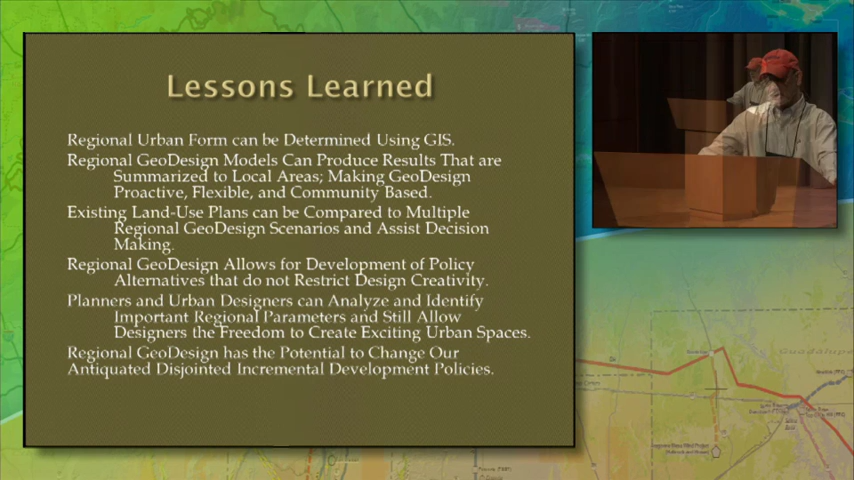 Lessons Learned
Regional Urban Form can be Determined Using GIS.
Regional GeoDesign Models Can Produce Results That are
Summarized to Local Areas; Making GeoDesign
Proactive, Flexible, and Community Based.
Existing Land-Use Plans can be Compared to Multiple
Regional GeoDesign Scenarios and Assist Decision
Making.
Regional GeoDesign Allows for Development of Policy
Alternatives that do not Restrict Design Creativity.
Planners and Urban Designers can Analyze and Identify
Important Regional Parameters and Still Allow
Designers the Freedom to Create Exciting Urban Spaces.
Regional GeoDesign has the Potential to Change Our
Antiquated Disjointed Incremental Development Policies.